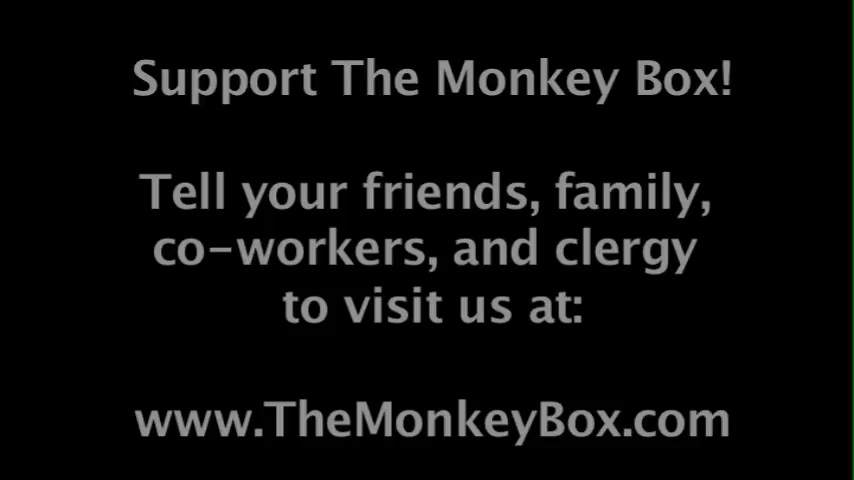 Support The Monkey Box!
Tell your friends, family,
co-workers, and clergy
to visit us at:
www.TheMonkeyBox.com